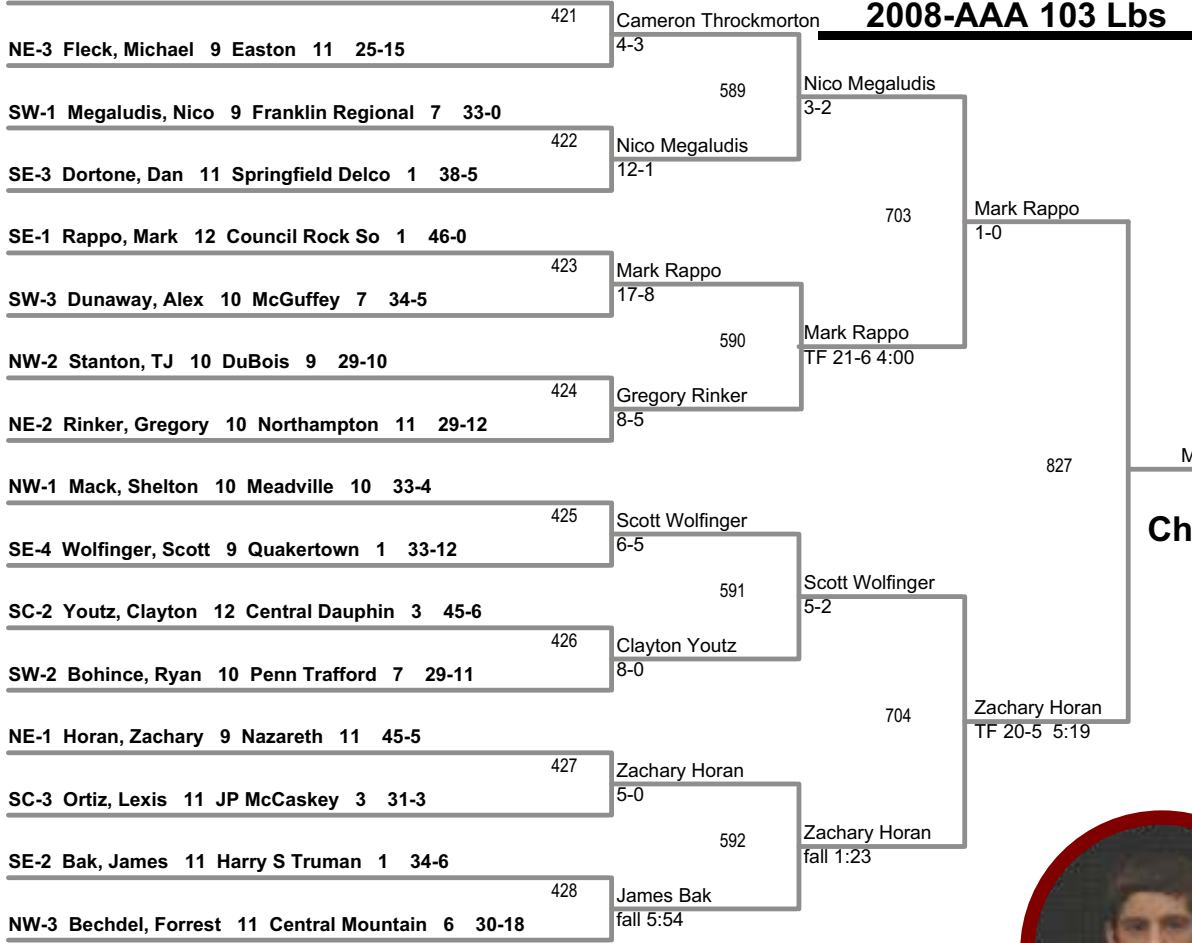 2008-AAA 103 Lbs
421
Cameron Throckmorton
4-3
NE-3 Fleck, Michael 9 Easton 11 25-15
589
Nico Megaludis
3-2
SW-1 Megaludis, Nico 9 Franklin Regional 7 33-0
422
Nico Megaludis
12-1
SE-3 Dortone, Dan 11 Springfield Delco 1 38-5
703
Mark Rappo
1-0
SE-1 Rappo, Mark 12 Council Rock So 1 46-0
423
Mark Rappo
17-8
SW-3 Dunaway, Alex 10 McGuffey 7 34-5
590
Mark Rappo
TF 21-6 4:00
NW-2 Stanton, TJ 10 DuBois 9 29-10
424
Gregory Rinker
8-5
NE-2 Rinker, Gregory 10 Northampton 11 29-12
827
M
Ch
NW-1 Mack, Shelton 10 Meadville 10 33-4
425
Scott Wolfinger
6-5
SE-4 Wolfinger, Scott 9 Quakertown 1 33-12
591
Scott Wolfinger
5-2
SC-2 Youtz, Clayton 12 Central Dauphin 3 45-6
426
Clayton Youtz
8-0
SW-2 Bohince, Ryan 10 Penn Trafford 7 29-11
704
Zachary Horan
TF 20-5 5:19
NE-1 Horan, Zachary 9 Nazareth 11 45-5
427
Zachary Horan
5-0
SC-3 Ortiz, Lexis 11 JP McCaskey 3 31-3
592
Zachary Horan
fall 1:23
SE-2 Bak, James 11 Harry S Truman 1 34-6
428
James Bak
fall 5:54
NW-3 Bechdel, Forrest 11 Central Mountain 6 30-18